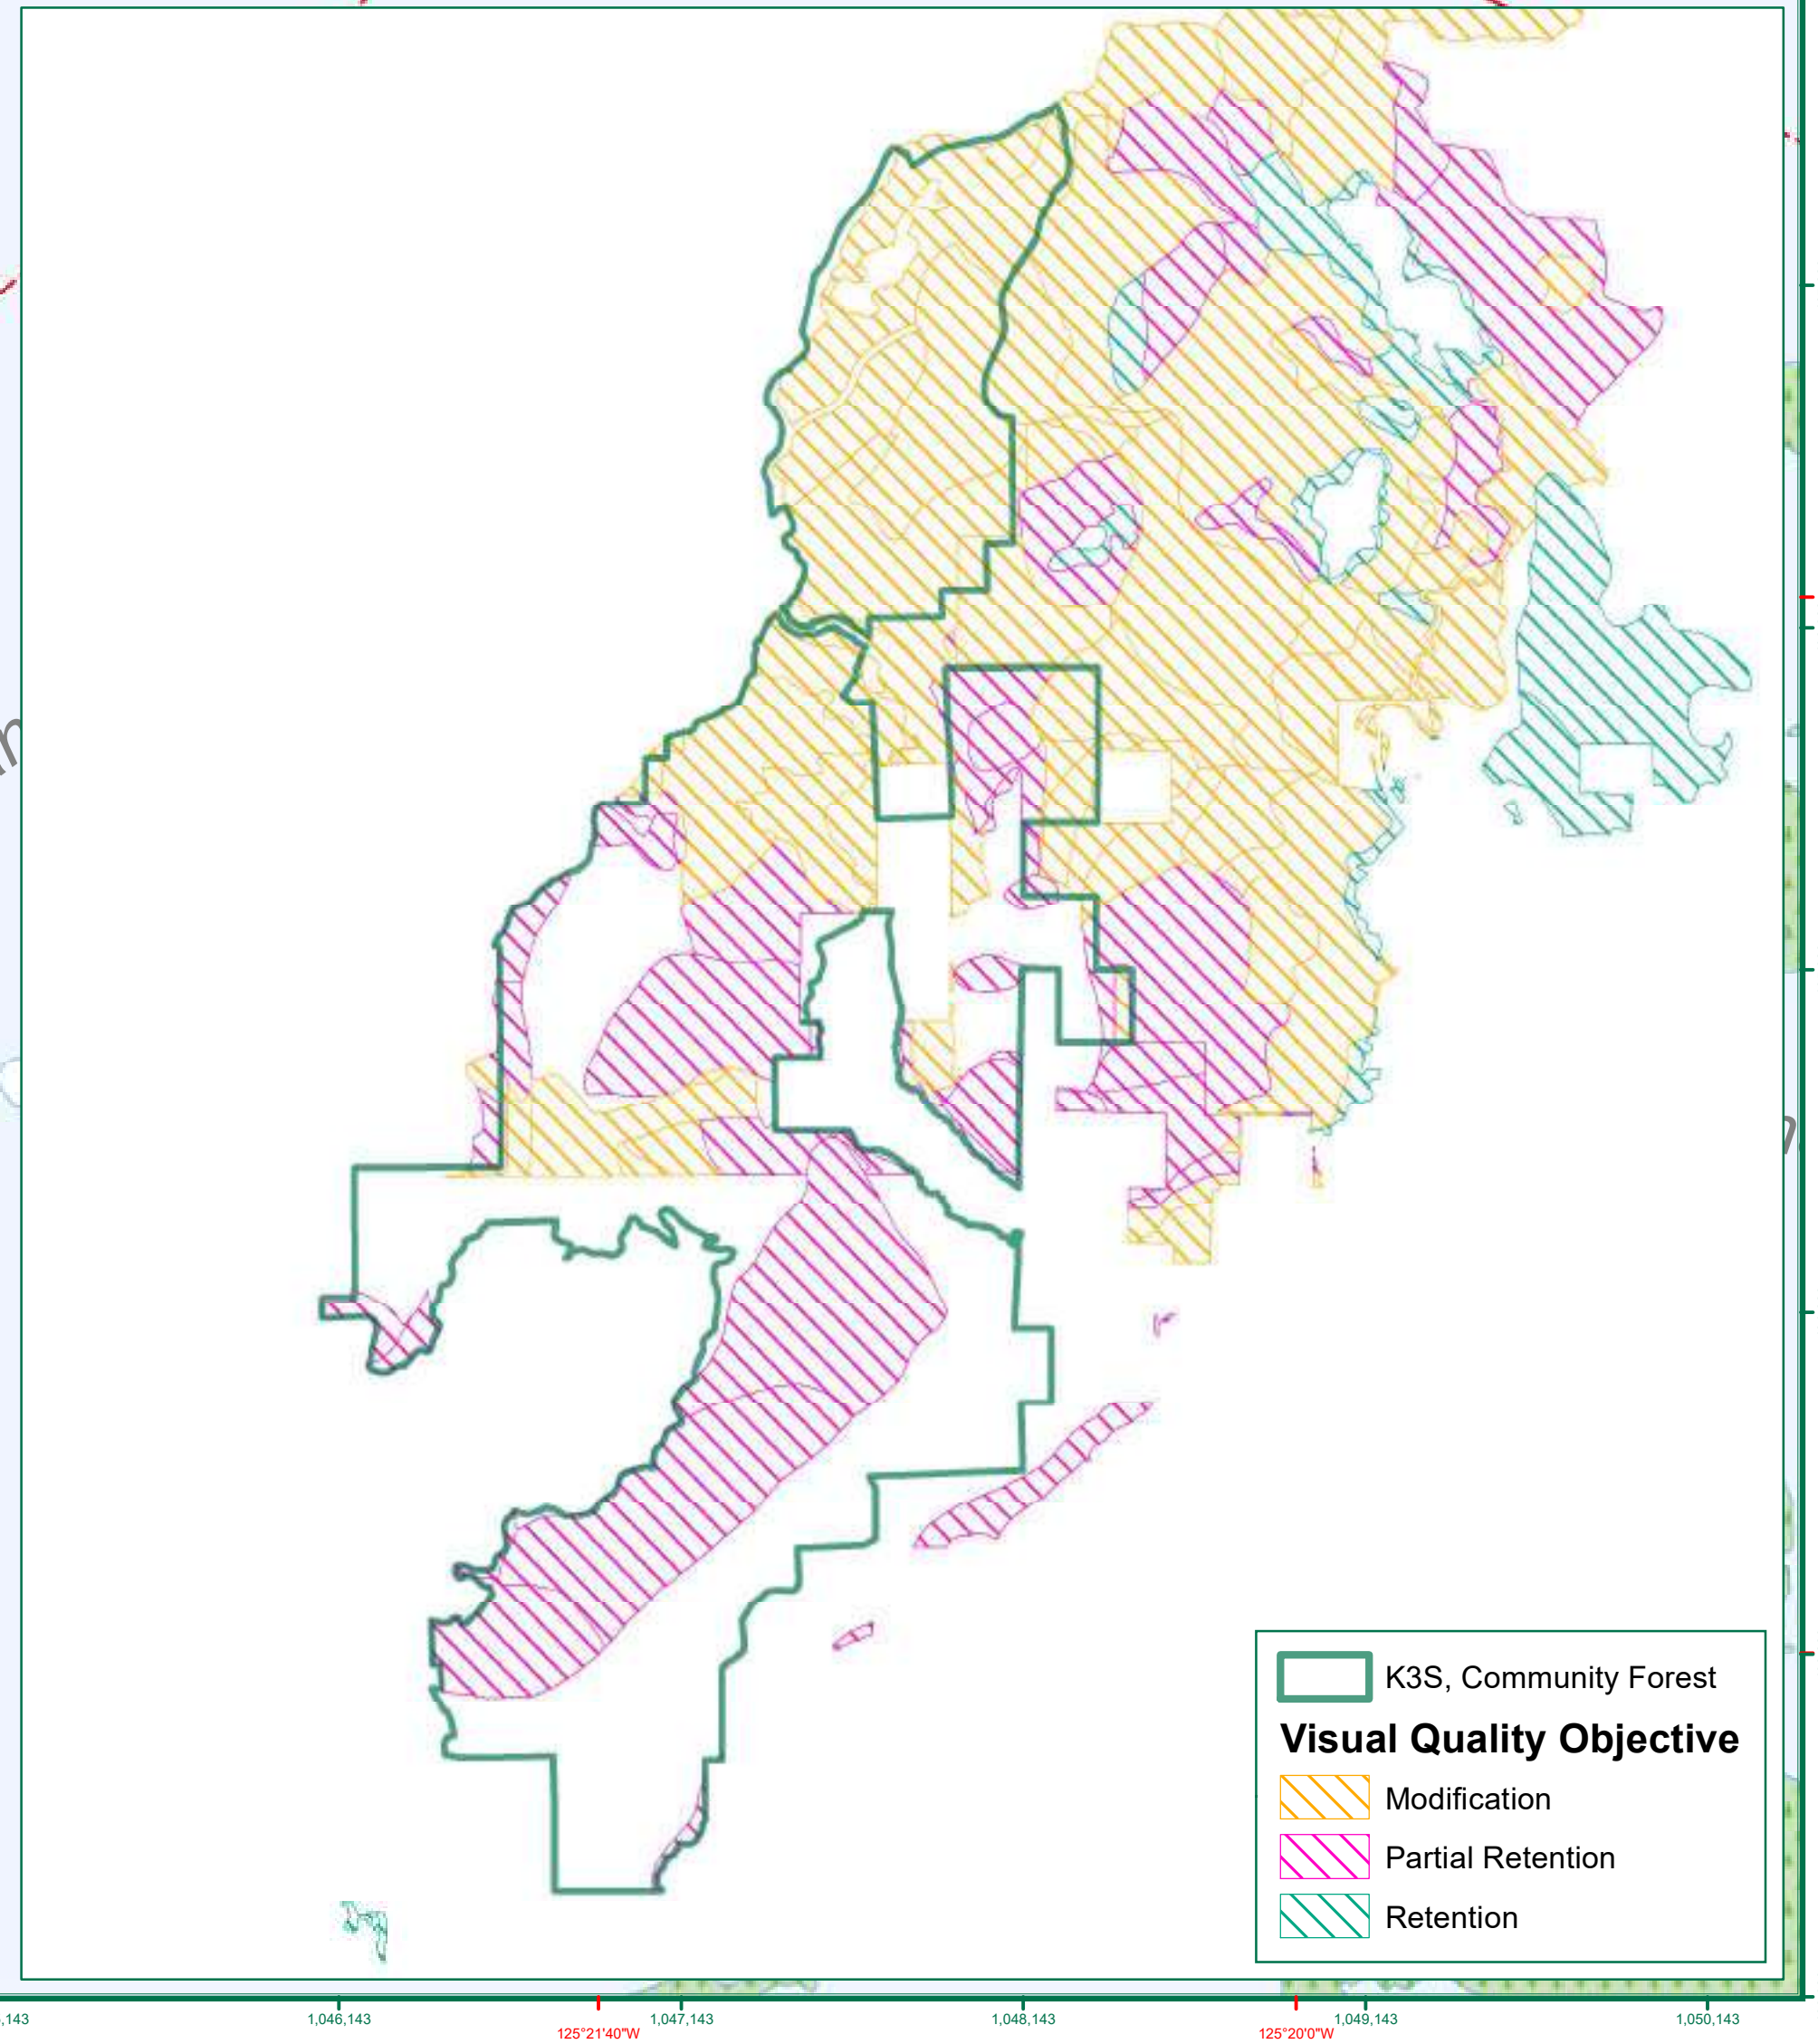 K3S, Community Forest
Visual Quality Objective
Modification
Partial Retention
Retention
,143
1,046,143
1,047,143
1,048,143
1,049,143
1,050,143
125°21'40"W
125°20'0"W